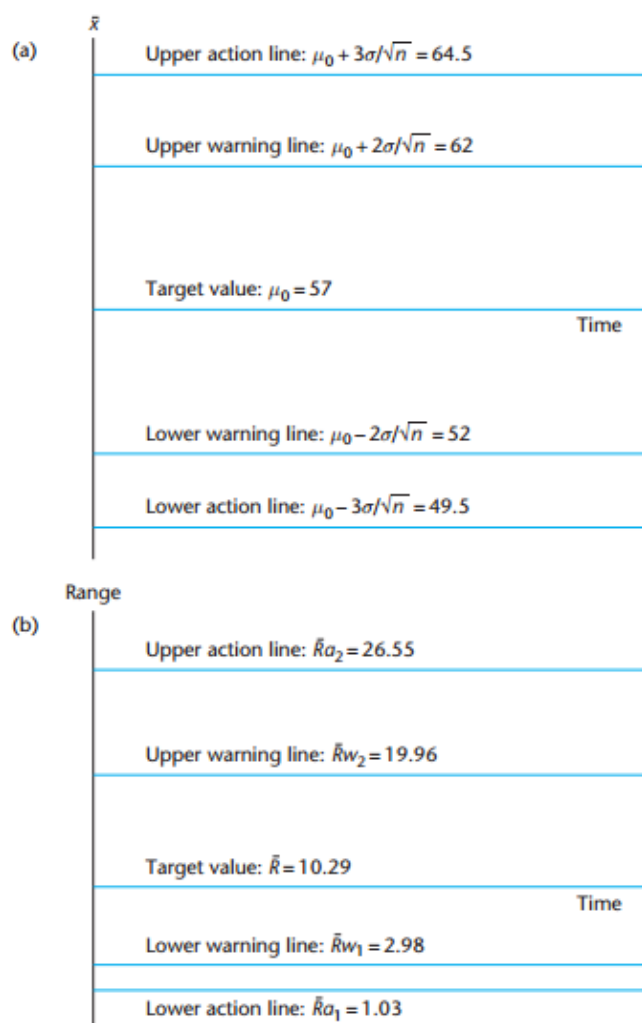 x̄
(a)
Upper action line: μ₀ + 3σ/√n = 64.5
Upper warning line: μ₀ + 2σ/√n = 62
Target value: μ₀ = 57
Time
Lower warning line: μ₀ − 2σ/√n = 52
Lower action line: μ₀ − 3σ/√n = 49.5
Range
(b)
Upper action line: R̄a₂ = 26.55
Upper warning line: R̄w₂ = 19.96
Target value: R̄ = 10.29
Time
Lower warning line: R̄w₁ = 2.98
Lower action line: R̄a₁ = 1.03